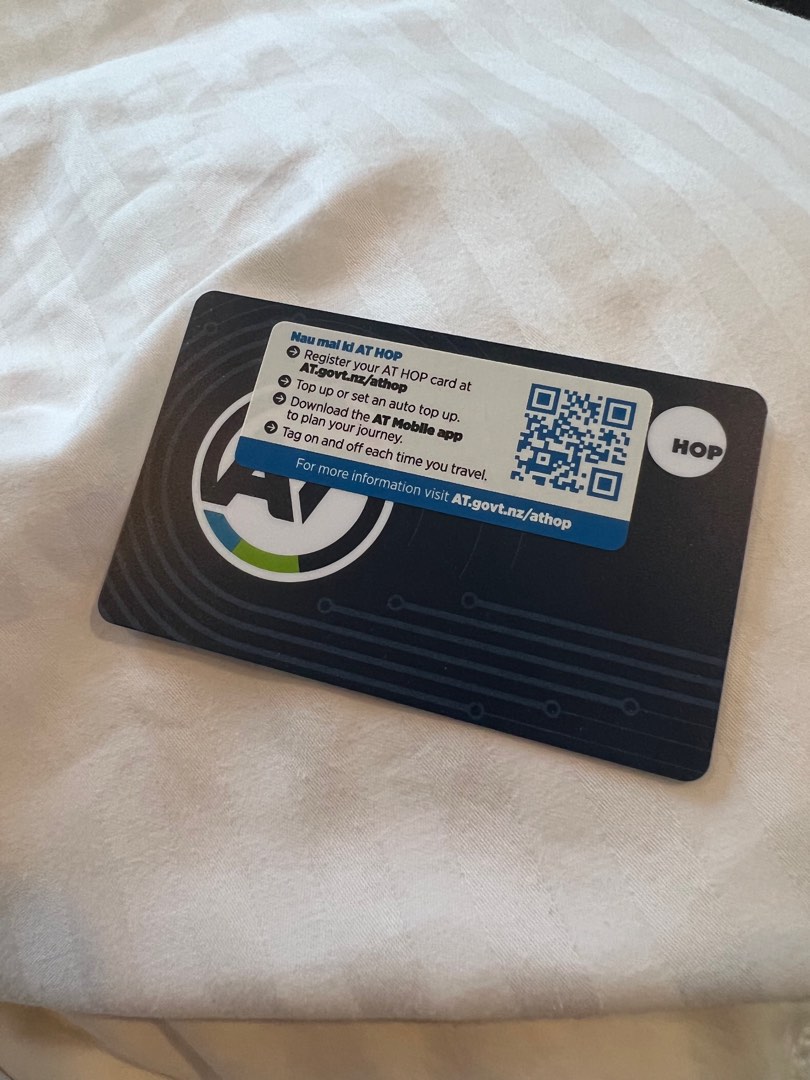 Nau mai ki AT HOP
Register your AT HOP card at
AT.govt.nz/athop
Top up or set an auto top up.
Download the AT Mobile app
to plan your journey.
Tag on and off each time you travel.
For more information visit AT.govt.nz/athop
HOP
AT